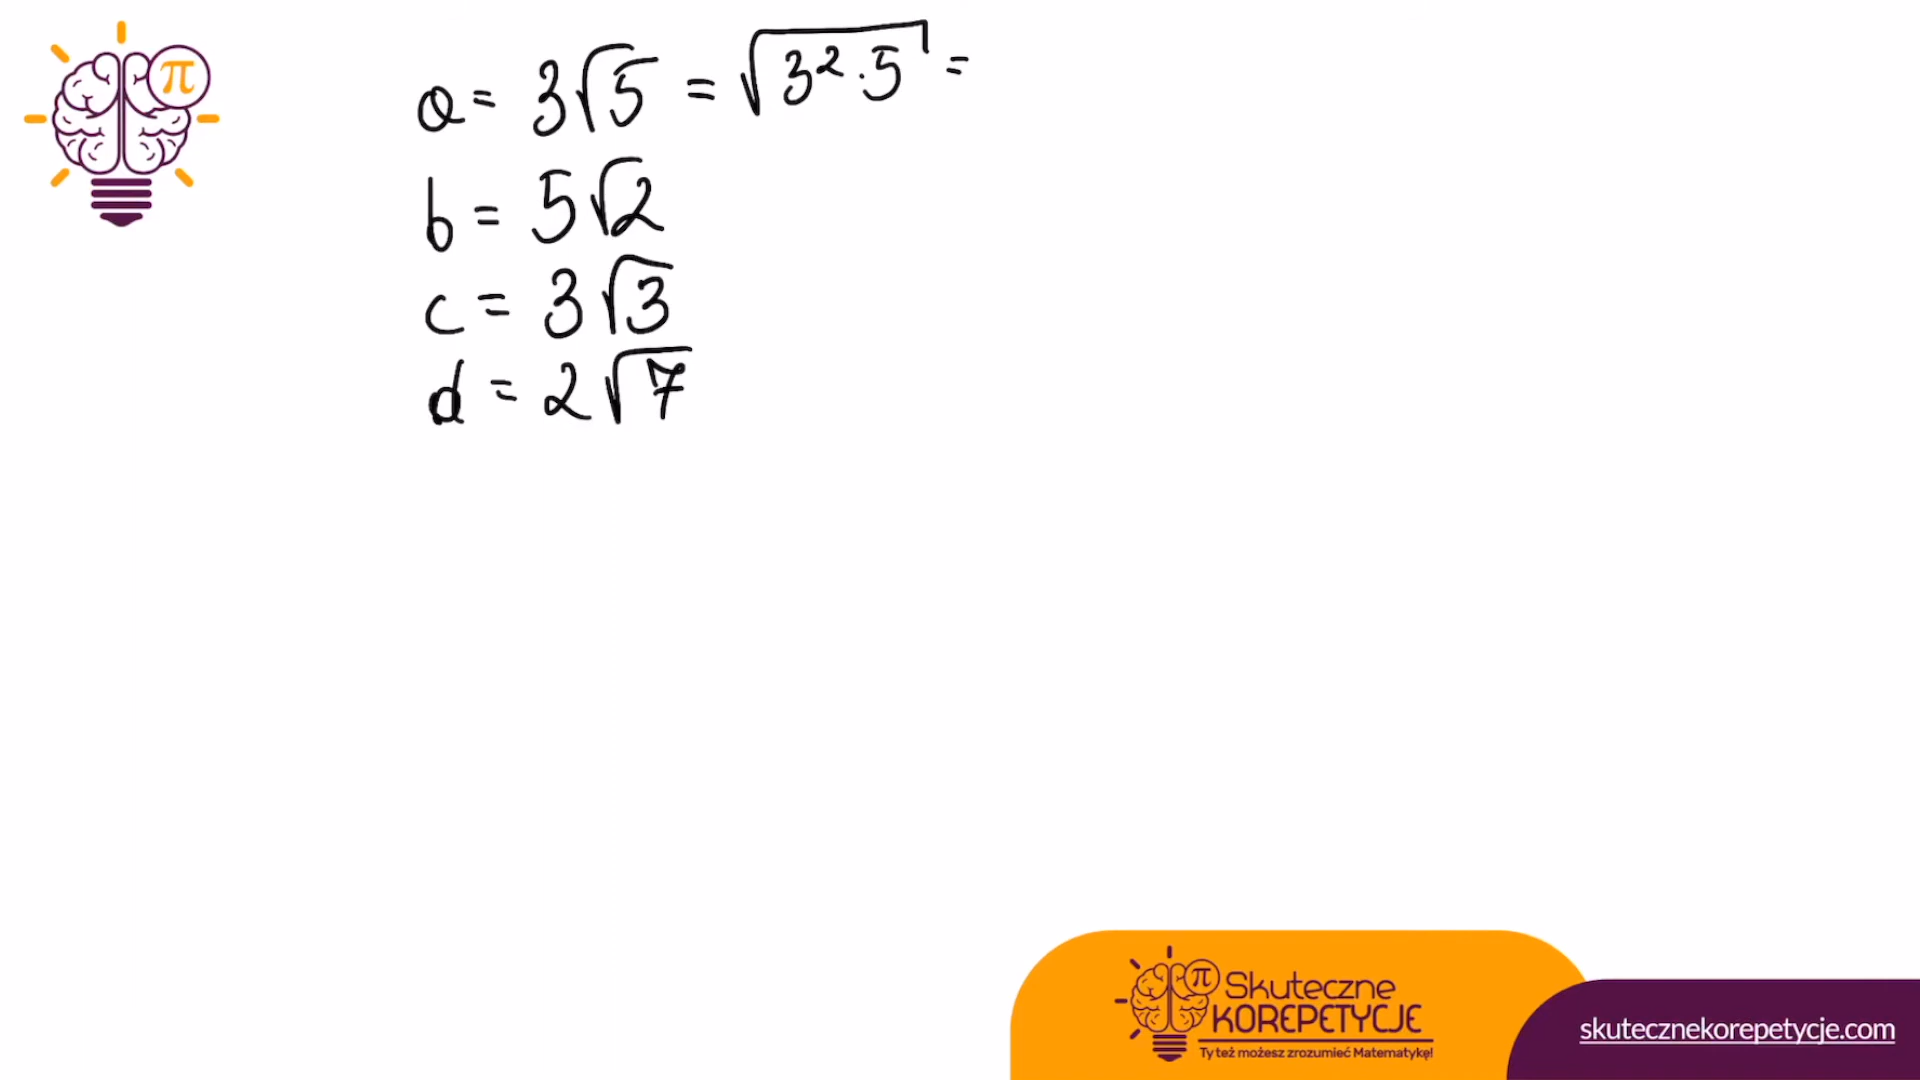 π
a = 3√5 = √3²·5 =
b = 5√2
c = 3√3
d = 2√7
π
Skuteczne
KOREPETYCJE
Ty też możesz zrozumieć Matematykę!
skutecznekorepetycje.com